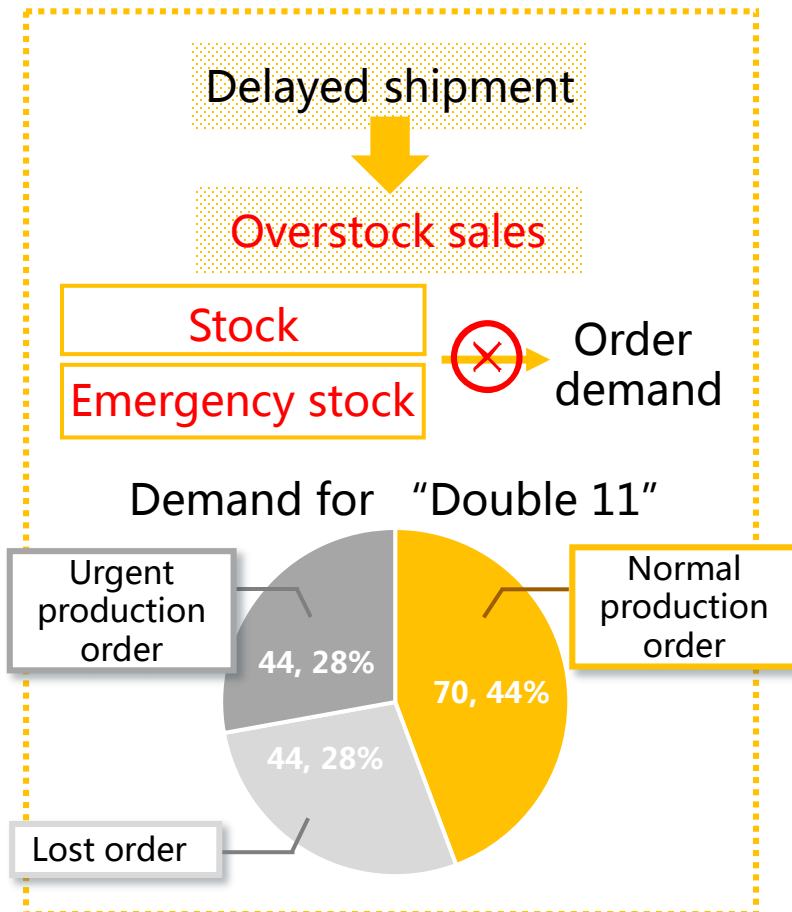 Delayed shipment
Overstock sales
Stock
Emergency stock
Order
demand
Demand for “Double 11”
Urgent
production
order
Normal
production
order
44, 28%
70, 44%
44, 28%
Lost order